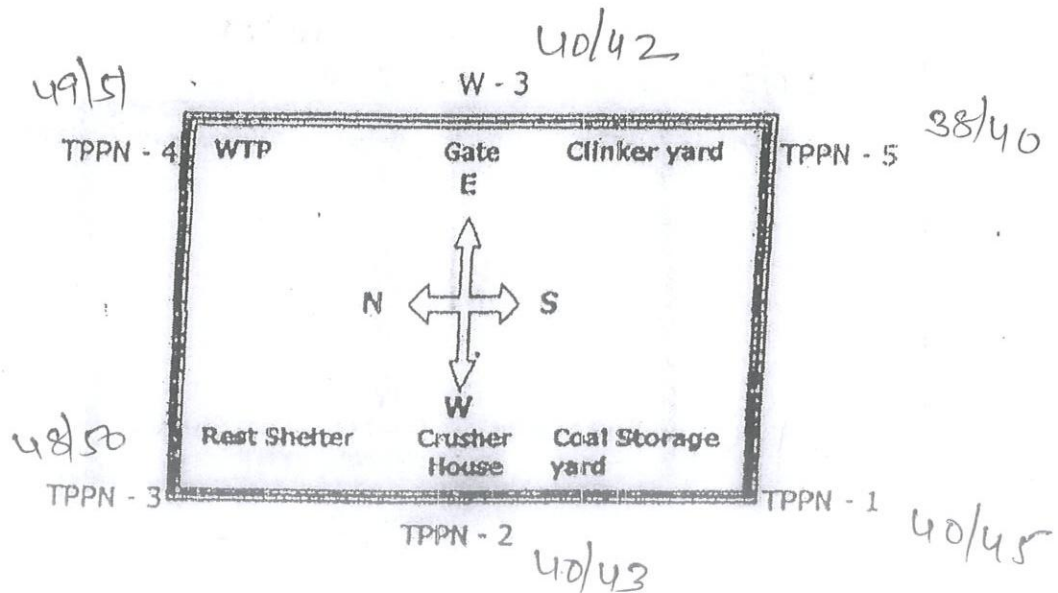 40/42
49/51
W - 3
38/40
TPPN - 4 WTP Gate Clinker yard TPPN - 5
E
N S
W
48/50
Rest Shelter Crusher House Coal Storage yard
TPPN - 3 TPPN - 1
TPPN - 2
40/45
40/43